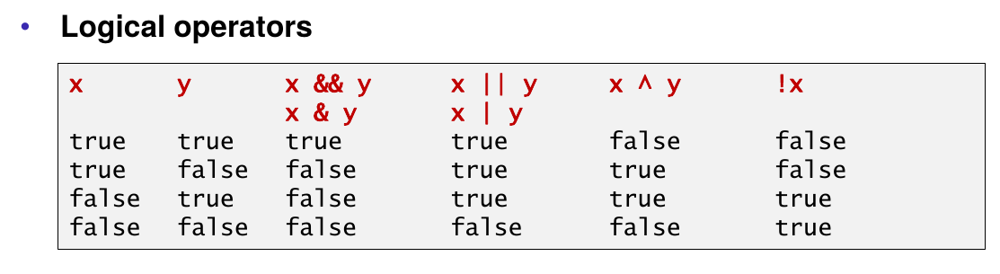 • Logical operators
x y x && y x || y x ^ y !x
x & y x | y
true true true true false false
true false false true true false
false true false true true true
false false false false false true